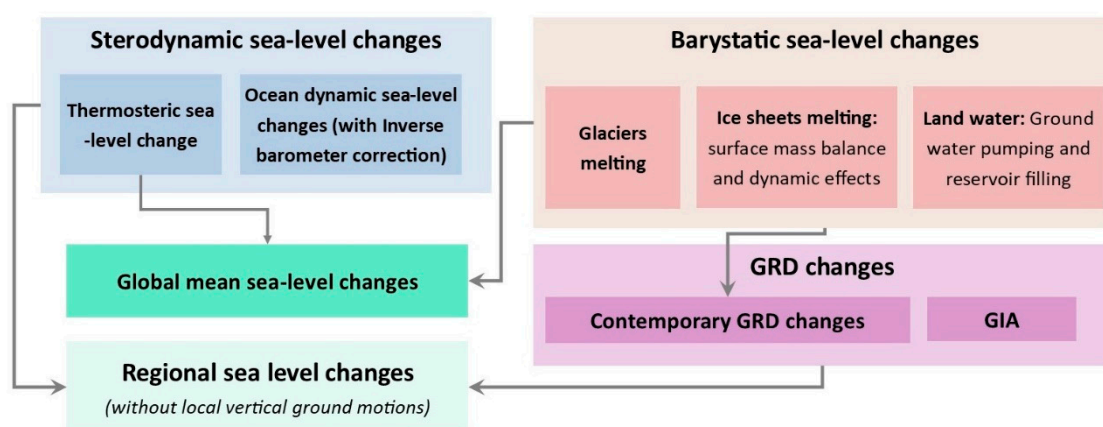 Sterodynamic sea-level changes
Thermosteric sea
-level change
Ocean dynamic sea-level
changes (with Inverse
barometer correction)
Barystatic sea-level changes
Glaciers
melting
Ice sheets melting:
surface mass balance
and dynamic effects
Land water: Ground
water pumping and
reservoir filling
Global mean sea-level changes
GRD changes
Contemporary GRD changes
GIA
Regional sea level changes
(without local vertical ground motions)